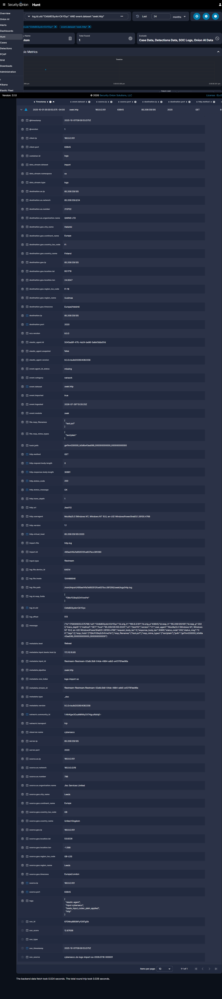 Security Onion
Hunt
Overview
Onion AI
Alerts
Dashboards
Hunt
Cases
Detections
PCAP
Grid
Downloads
Administration
Kibana
Elastic Fleet
log.id.uid:"Cktb803yzkrrCkYDyc" AND event.dataset:"zeek.http"
Last
24
months
d.uid:"Cktb803yzkrrCkYDyc"
event.dataset:"zeek.http"
y Name
stom
Total Found
1
Exclude
Case Data, Detections Data, SOC Logs, Onion AI Data
sic Metrics
Timeline
Fetch Limit
Version: 3.1.0
© 2026 Security Onion Solutions, LLC
License: ELv2
Timestamp
event.dataset
source.ip
source.port
destination.ip
destination.port
http.method
2025-10-01 05:00:53.575 -04:00
zeek.http
160.9.3.101
63645
85.209.129.105
2020
GET
8
@timestamp
2025-10-01T09:00:53.575Z
@version
1
client.ip
160.9.3.101
client.port
63645
container.id
logs
data_stream.dataset
import
data_stream.namespace
so
data_stream.type
logs
destination.as.ip
85.209.129.105
destination.as.network
85.209.129.0/24
destination.as.number
213702
destination.as.organization.name
QWINS LTD
destination.geo.city_name
Helsinki
destination.geo.continent_name
Europe
destination.geo.country_iso_code
FI
destination.geo.country_name
Finland
destination.geo.ip
85.209.129.105
destination.geo.location.lat
60.1719
destination.geo.location.lon
24.9347
destination.geo.region_iso_code
FI-18
destination.geo.region_name
Uusimaa
destination.geo.timezone
Europe/Helsinki
destination.ip
85.209.129.105
destination.port
2020
ecs.version
8.0.0
elastic_agent.id
5045ad9f-47fc-4a24-be96-5a6e13dbd51d
elastic_agent.snapshot
false
elastic_agent.version
9.3.3+build202604082258
event.agent_id_status
missing
event.category
network
event.dataset
zeek.http
event.imported
true
event.ingested
2026-07-29T13:35:25Z
event.module
zeek
file.resp_filenames
[
"test.ps1"
]
file.resp_mime_types
[
"text/plain"
]
hash.ja4h
ge11nn030000_b0d6a43aa599_000000000000_000000000000
http.method
GET
http.request.body.length
0
http.response.body.length
30691
http.status_code
200
http.status_message
OK
http.trans_depth
1
http.uri
/test112
http.useragent
Mozilla/5.0 (Windows NT; Windows NT 10.0; en-US) WindowsPowerShell/5.1.26100.4768
http.version
1.1
http.virtual_host
85.209.129.105:2020
import.file
http.log
import.id
495ee14fa7e950512fce637bcc361290
input.type
filestream
log.file.device_id
64514
log.file.inode
134466646
log.file.path
/nsm/import/495ee14fa7e950512fce637bcc361290/zeek/logs/http.log
log.id.resp_fuids
[
"FjNcF03kqfJD4VwdYe"
]
log.id.uid
Cktb803yzkrrCkYDyc
log.offset
513
message
{"ts":1759309253.575798,"uid":"Cktb803yzkrrCkYDyc","id.orig_h":"160.9.3.101","id.orig_p":63645,"id.resp_h":"85.209.129.105","id.resp_p":202
0,"trans_depth":1,"method":"GET","host":"85.209.129.105:2020","uri":"/test112","version":"1.1","user_agent":"Mozilla/5.0 (Windows NT; Windows
NT 10.0; en-US) WindowsPowerShell/5.1.26100.4768","request_body_len":0,"response_body_len":30691,"status_code":200,"status_msg":"O
K","tags":[],"resp_fuids":["FjNcF03kqfJD4VwdYe"],"resp_filenames":["test.ps1"],"resp_mime_types":["text/plain"],"ja4h":"ge11nn030000_b0d6a
43aa599_000000000000_000000000000"}
metadata.beat
filebeat
metadata.input.beats.host.ip
172.10.10.85
metadata.input_id
filestream-filestream-02a6c3b8-04de-4884-adb5-a421761ee96a
metadata.pipeline
zeek.http
metadata.raw_index
logs-import-so
metadata.stream_id
filestream-filestream.filestream-02a6c3b8-04de-4884-adb5-a421761ee96a
metadata.type
_doc
metadata.version
9.3.3+build202604082258
network.community_id
1:4itrKgw3OuaNMWyCK7HguzRa1qE=
network.transport
tcp
observer.name
cyberseco
server.ip
85.209.129.105
server.port
2020
source.as.ip
160.9.3.101
source.as.network
160.9.0.0/16
source.as.number
786
source.as.organization.name
Jisc Services Limited
source.geo.city_name
Leeds
source.geo.continent_name
Europe
source.geo.country_iso_code
GB
source.geo.country_name
United Kingdom
source.geo.ip
160.9.3.101
source.geo.location.lat
53.8226
source.geo.location.lon
-1.568
source.geo.region_iso_code
GB-LDS
source.geo.region_name
Leeds
source.geo.timezone
Europe/London
source.ip
160.9.3.101
source.port
63645
tags
[
"elastic-agent",
"input-cyberseco",
"beats_input_codec_plain_applied",
"http"
]
soc_id
670Wrp8B58tFy1O9TgGk
soc_score
12.87636
soc_type
soc_timestamp
2025-10-01T09:00:53.575Z
soc_source
cyberseco:.ds-logs-import-so-2026.07.16-000001
Items per page:
10
1-1 of 1
The backend data fetch took 0.024 seconds. The total round trip took 0.026 seconds.